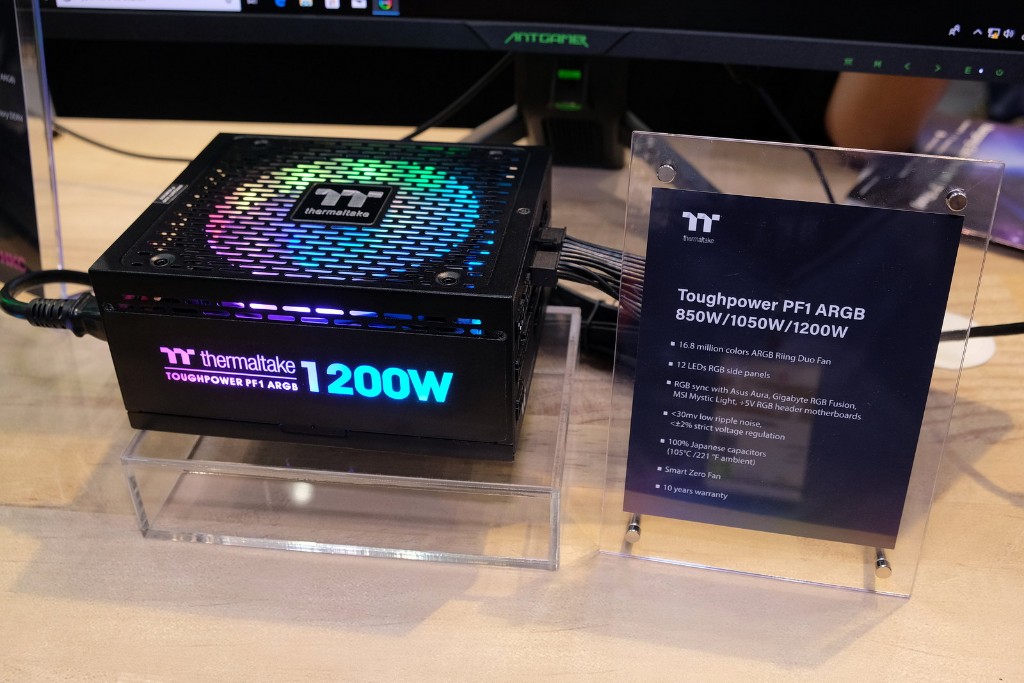 ANTGAMER
M
E
thermaltake
thermaltake
TOUGHPOWER PF1 ARGB
1200W
thermaltake
Toughpower PF1 ARGB
850W/1050W/1200W
16.8 million colors ARGB Riing Duo Fan
12 LEDs RGB side panels
RGB sync with Asus Aura, Gigabyte RGB Fusion,
MSI Mystic Light, +5V RGB header motherboards
<30mv low ripple noise,
<±2% strict voltage regulation
100% Japanese capacitors
(105°C /221 °F ambient)
Smart Zero Fan
10 years warranty